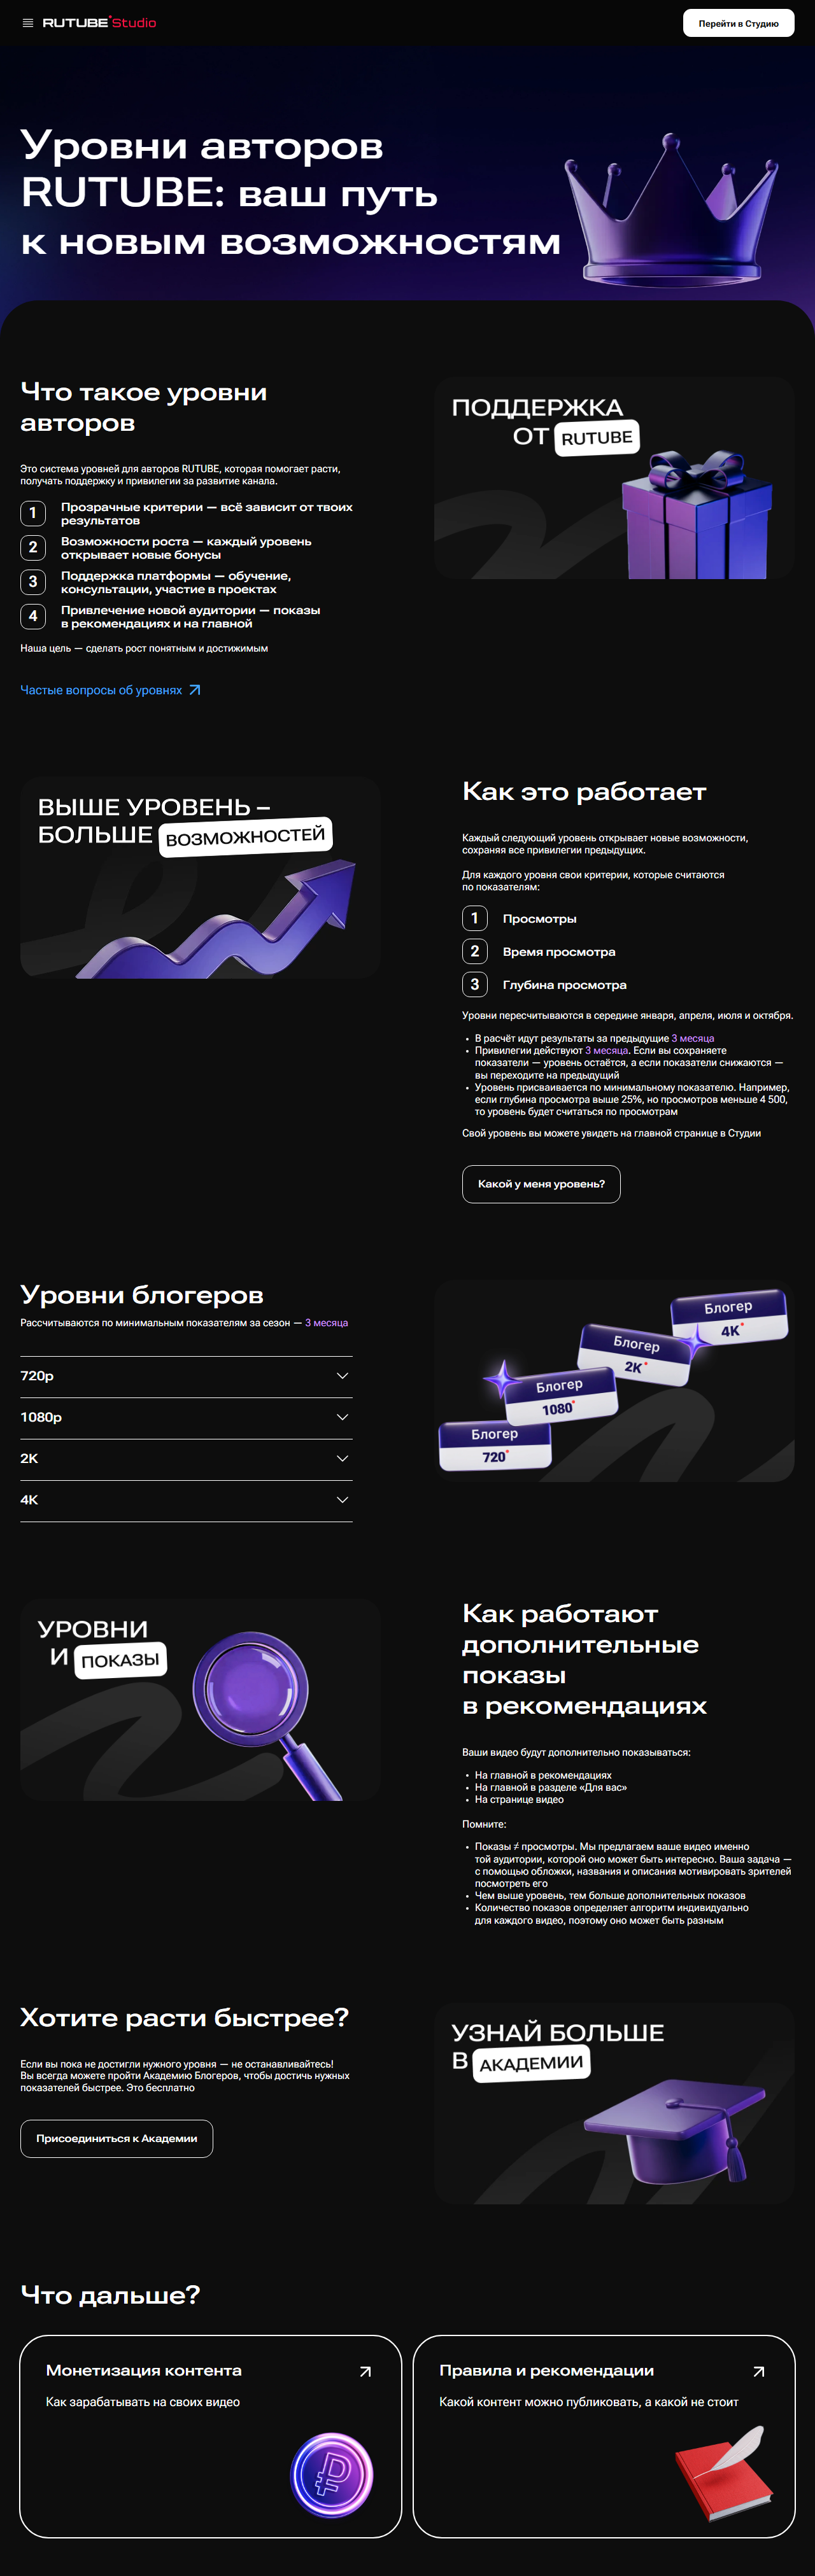 RUTUBE Studio
Перейти в Студию
Уровни авторов
RUTUBE: ваш путь
к новым возможностям
Что такое уровни
авторов
Это система уровней для авторов RUTUBE, которая помогает расти,
получать поддержку и привилегии за развитие канала.
1 Прозрачные критерии — всё зависит от твоих
результатов
2 Возможности роста — каждый уровень
открывает новые бонусы
3 Поддержка платформы — обучение,
консультации, участие в проектах
4 Привлечение новой аудитории — показы
в рекомендациях и на главной
Наша цель — сделать рост понятным и достижимым
Частые вопросы об уровнях
ПОДДЕРЖКА
ОТ RUTUBE
ВЫШЕ УРОВЕНЬ –
БОЛЬШЕ ВОЗМОЖНОСТЕЙ
Как это работает
Каждый следующий уровень открывает новые возможности,
сохраняя все привилегии предыдущих.
Для каждого уровня свои критерии, которые считаются
по показателям:
1 Просмотры
2 Время просмотра
3 Глубина просмотра
Уровни пересчитываются в середине января, апреля, июля и октября.
• В расчёт идут результаты за предыдущие 3 месяца
• Привилегии действуют 3 месяца. Если вы сохраняете
показатели — уровень остаётся, а если показатели снижаются —
вы переходите на предыдущий
• Уровень присваивается по минимальному показателю. Например,
если глубина просмотра выше 25%, но просмотров меньше 4 500,
то уровень будет считаться по просмотрам
Свой уровень вы можете увидеть на главной странице в Студии
Какой у меня уровень?
Уровни блогеров
Рассчитываются по минимальным показателям за сезон — 3 месяца
720p
1080p
2K
4K
Блогер
4K
Блогер
2K
Блогер
1080
Блогер
720
УРОВНИ
И ПОКАЗЫ
Как работают
дополнительные
показы
в рекомендациях
Ваши видео будут дополнительно показываться:
• На главной в рекомендациях
• На главной в разделе «Для вас»
• На странице видео
Помните:
• Показы ≠ просмотры. Мы предлагаем ваше видео именно
той аудитории, которой оно может быть интересно. Ваша задача —
с помощью обложки, названия и описания мотивировать зрителей
посмотреть его
• Чем выше уровень, тем больше дополнительных показов
• Количество показов определяет алгоритм индивидуально
для каждого видео, поэтому оно может быть разным
Хотите расти быстрее?
Если вы пока не достигли нужного уровня — не останавливайтесь!
Вы всегда можете пройти Академию Блогеров, чтобы достичь нужных
показателей быстрее. Это бесплатно
Присоединиться к Академии
УЗНАЙ БОЛЬШЕ
В АКАДЕМИИ
Что дальше?
Монетизация контента
Как зарабатывать на своих видео
Правила и рекомендации
Какой контент можно публиковать, а какой не стоит